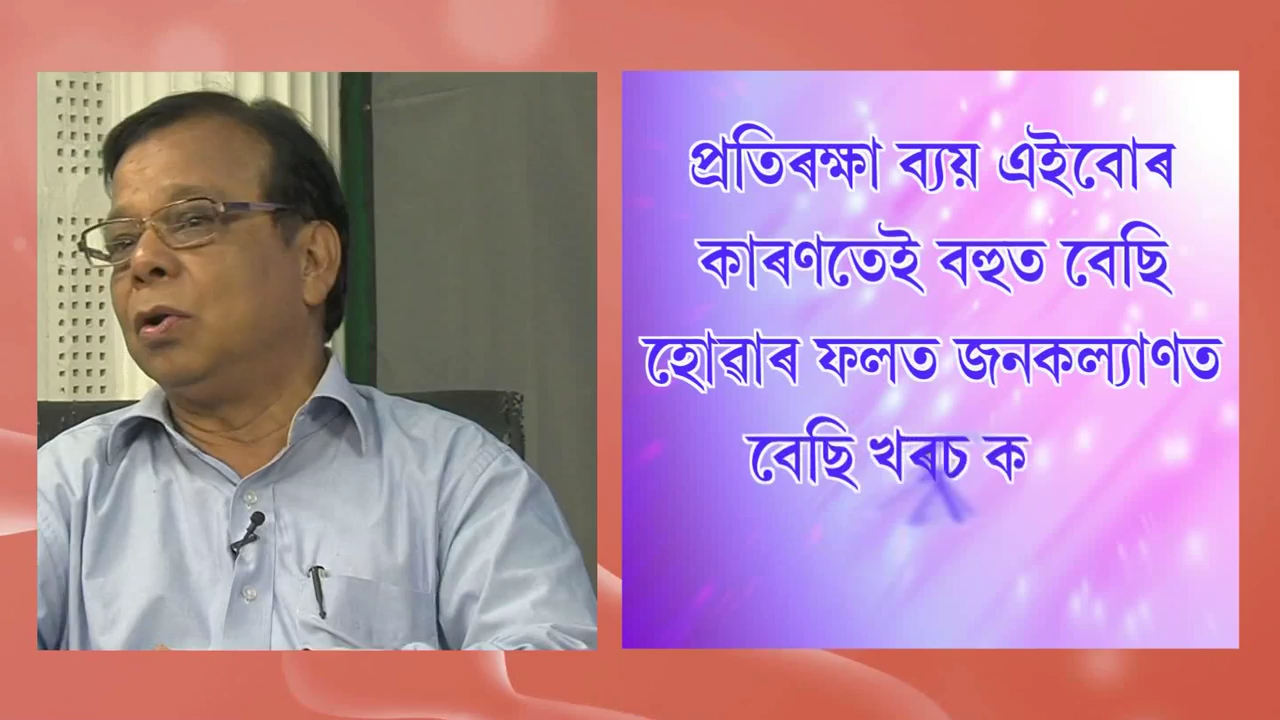 প্ৰতিৰক্ষা ব্যয় এইবোৰ
কাৰণতেই বহুত বেছি
হোৱাৰ ফলত জনকল্যাণত
বেছি খৰচ ক